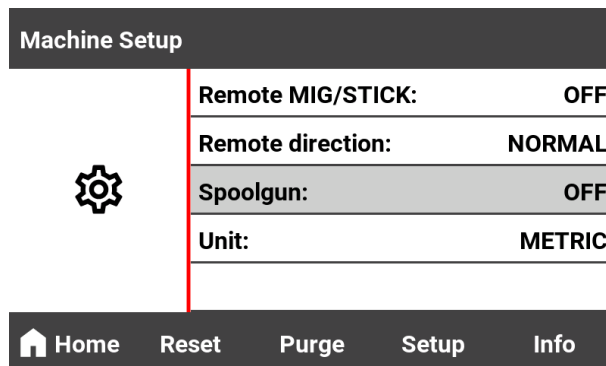 Machine Setup
Remote MIG/STICK: OFF
Remote direction: NORMAL
Spoolgun: OFF
Unit: METRIC
Home Reset Purge Setup Info